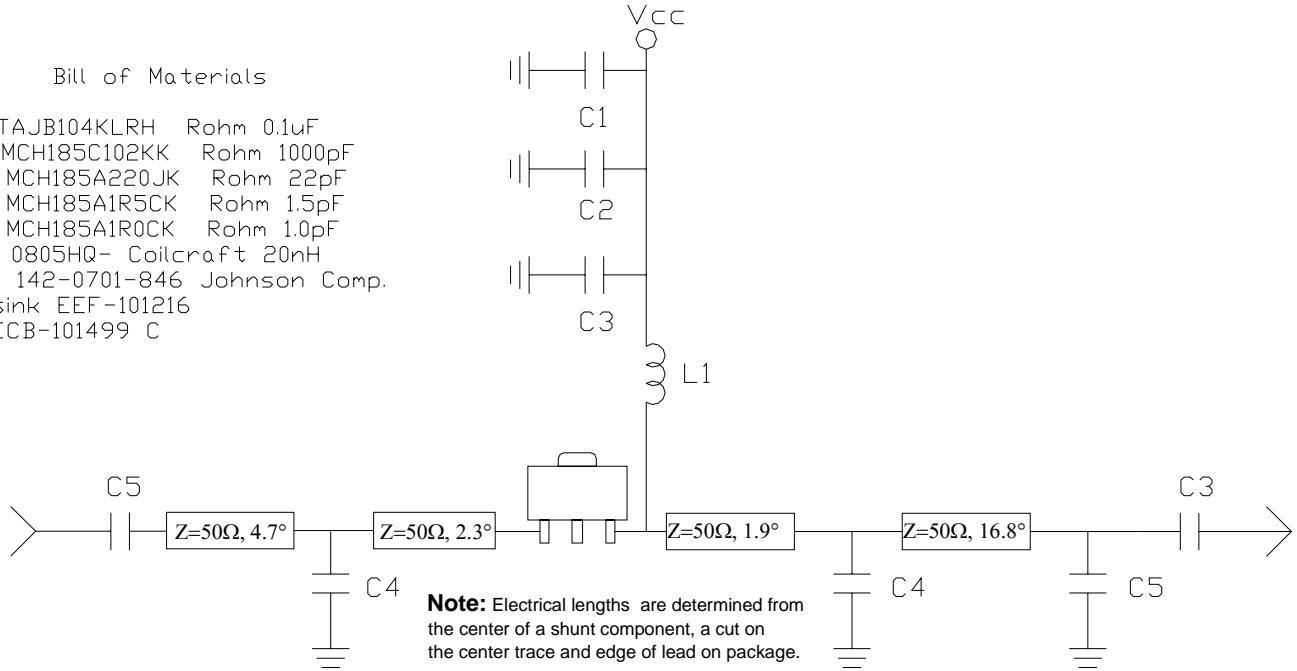 Vcc
Bill of Materials
TAJB104KLRH Rohm 0.1uF
MCH185C102KK Rohm 1000pF
MCH185A220JK Rohm 22pF
MCH185A1R5CK Rohm 1.5pF
MCH185A1R0CK Rohm 1.0pF
0805HQ- Coilcraft 20nH
142-0701-846 Johnson Comp.
sink EEF-101216
ECB-101499 C
C1
C2
C3
L1
C5
C3
Z=50Ω, 4.7°
Z=50Ω, 2.3°
Z=50Ω, 1.9°
Z=50Ω, 16.8°
C4
C4
C5
Note: Electrical lengths are determined from
the center of a shunt component, a cut on
the center trace and edge of lead on package.